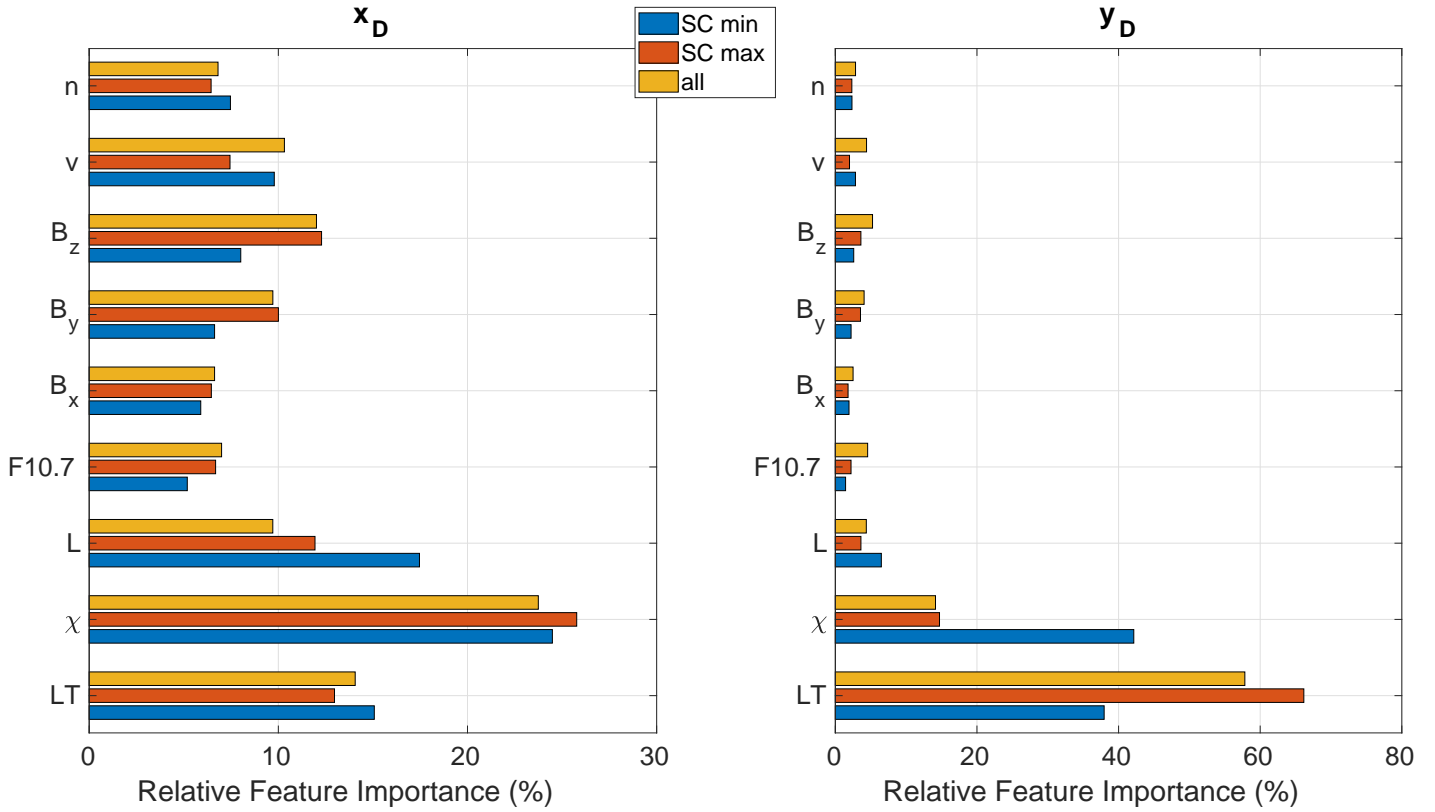 x_D
SC min
SC max
all
n
v
B_z
B_y
B_x
F10.7
L
χ
LT
0 10 20 30
Relative Feature Importance (%)
y_D
n
v
B_z
B_y
B_x
F10.7
L
χ
LT
0 20 40 60 80
Relative Feature Importance (%)